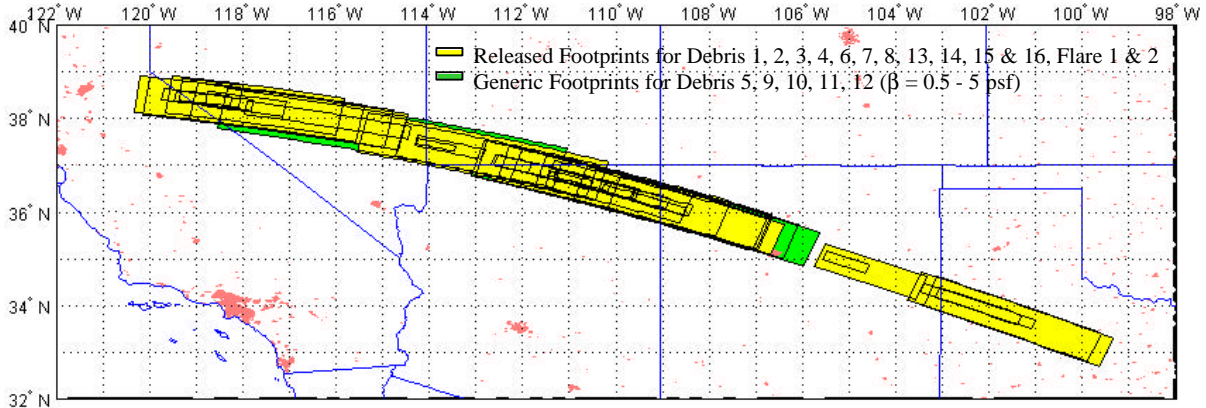 122˚ W 120˚ W 118˚ W 116˚ W 114˚ W 112˚ W 110˚ W 108˚ W 106˚ W 104˚ W 102˚ W 100˚ W 98˚ W
40˚ N
Released Footprints for Debris 1, 2, 3, 4, 6, 7, 8, 13, 14, 15 & 16, Flare 1 & 2
Generic Footprints for Debris 5, 9, 10, 11, 12 (β = 0.5 - 5 psf)
38˚ N
36˚ N
34˚ N
32˚ N